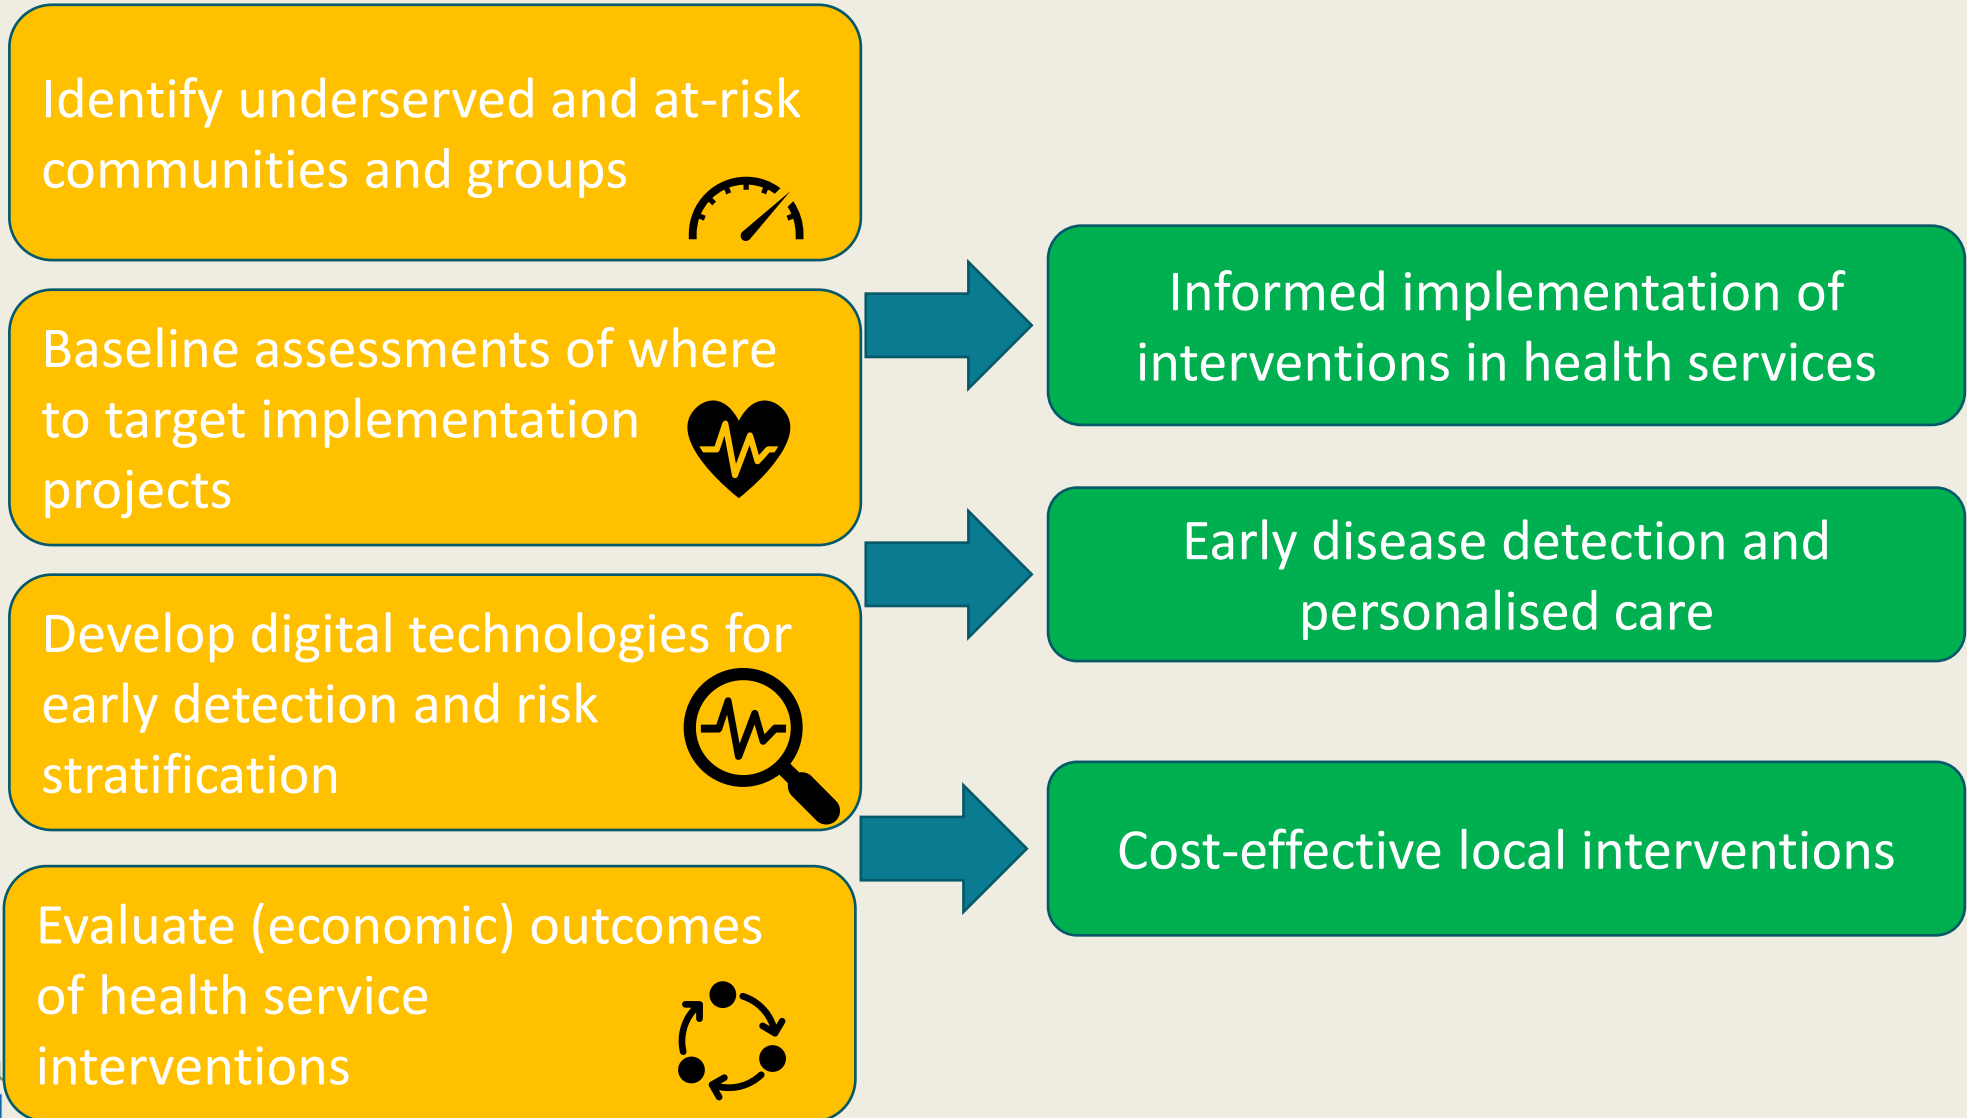 Identify underserved and at-risk
communities and groups
Baseline assessments of where
to target implementation
projects
Develop digital technologies for
early detection and risk
stratification
Evaluate (economic) outcomes
of health service
interventions
Informed implementation of
interventions in health services
Early disease detection and
personalised care
Cost-effective local interventions